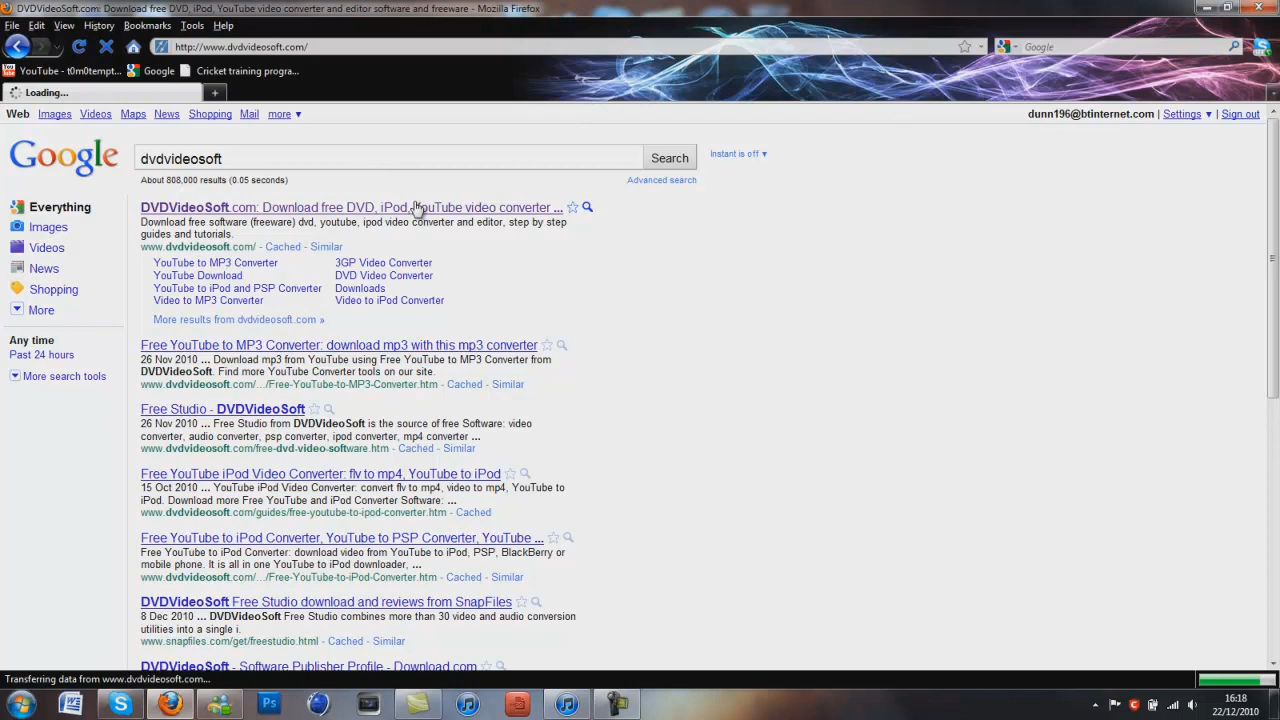 DVDVideoSoft.com: Download free DVD, iPod, YouTube video converter and editor software and freeware - Mozilla Firefox
File Edit View History Bookmarks Tools Help
http://www.dvdvideosoft.com/
Google
YouTube - t0m0tempt... Google Cricket training progra...
Loading...
Web Images Videos Maps News Shopping Mail more ▼
dunn196@btinternet.com | Settings ▼ | Sign out
Google
dvdvideosoft
Search
Instant is off ▼
About 808,000 results (0.05 seconds)
Advanced search
Everything
Images
Videos
News
Shopping
More
Any time
Past 24 hours
More search tools
DVDVideoSoft.com: Download free DVD, iPod, YouTube video converter ...
Download free software (freeware) dvd, youtube, ipod video converter and editor, step by step
guides and tutorials.
www.dvdvideosoft.com/ - Cached - Similar
YouTube to MP3 Converter 3GP Video Converter
YouTube Download DVD Video Converter
YouTube to iPod and PSP Converter Downloads
Video to MP3 Converter Video to iPod Converter
More results from dvdvideosoft.com »
Free YouTube to MP3 Converter: download mp3 with this mp3 converter
26 Nov 2010 ... Download mp3 from YouTube using Free YouTube to MP3 Converter from
DVDVideoSoft. Find more YouTube Converter tools on our site.
www.dvdvideosoft.com/.../Free-YouTube-to-MP3-Converter.htm - Cached - Similar
Free Studio - DVDVideoSoft
26 Nov 2010 ... Free Studio from DVDVideoSoft is the source of free Software: video
converter, audio converter, psp converter, ipod converter, mp4 converter ...
www.dvdvideosoft.com/free-dvd-video-software.htm - Cached - Similar
Free YouTube iPod Video Converter: flv to mp4, YouTube to iPod
15 Oct 2010 ... YouTube iPod Video Converter: convert flv to mp4, video to mp4, YouTube to
iPod. Download more Free YouTube and iPod Converter Software: ...
www.dvdvideosoft.com/guides/free-youtube-to-ipod-converter.htm - Cached
Free YouTube to iPod Converter, YouTube to PSP Converter, YouTube ...
Free YouTube to iPod Converter: download video from YouTube to iPod, PSP, BlackBerry or
mobile phone. It is all in one YouTube to iPod downloader, ...
www.dvdvideosoft.com/.../Free-YouTube-to-iPod-Converter.htm - Cached - Similar
DVDVideoSoft Free Studio download and reviews from SnapFiles
8 Dec 2010 ... DVDVideoSoft Free Studio combines more than 30 video and audio conversion
utilities into a single i.
www.snapfiles.com/get/freestudio.html - Cached - Similar
DVDVideoSoft - Software Publisher Profile - Download.com
Transferring data from www.dvdvideosoft.com...
16:18
22/12/2010